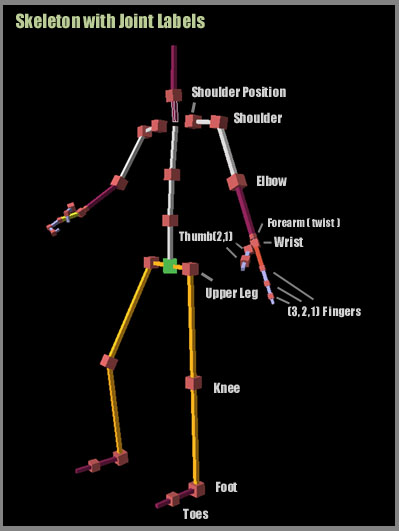 Skeleton with Joint Labels
Shoulder Position
Shoulder
Elbow
Forearm ( twist )
Thumb(2,1)
Wrist
Upper Leg
(3, 2, 1) Fingers
Knee
Foot
Toes